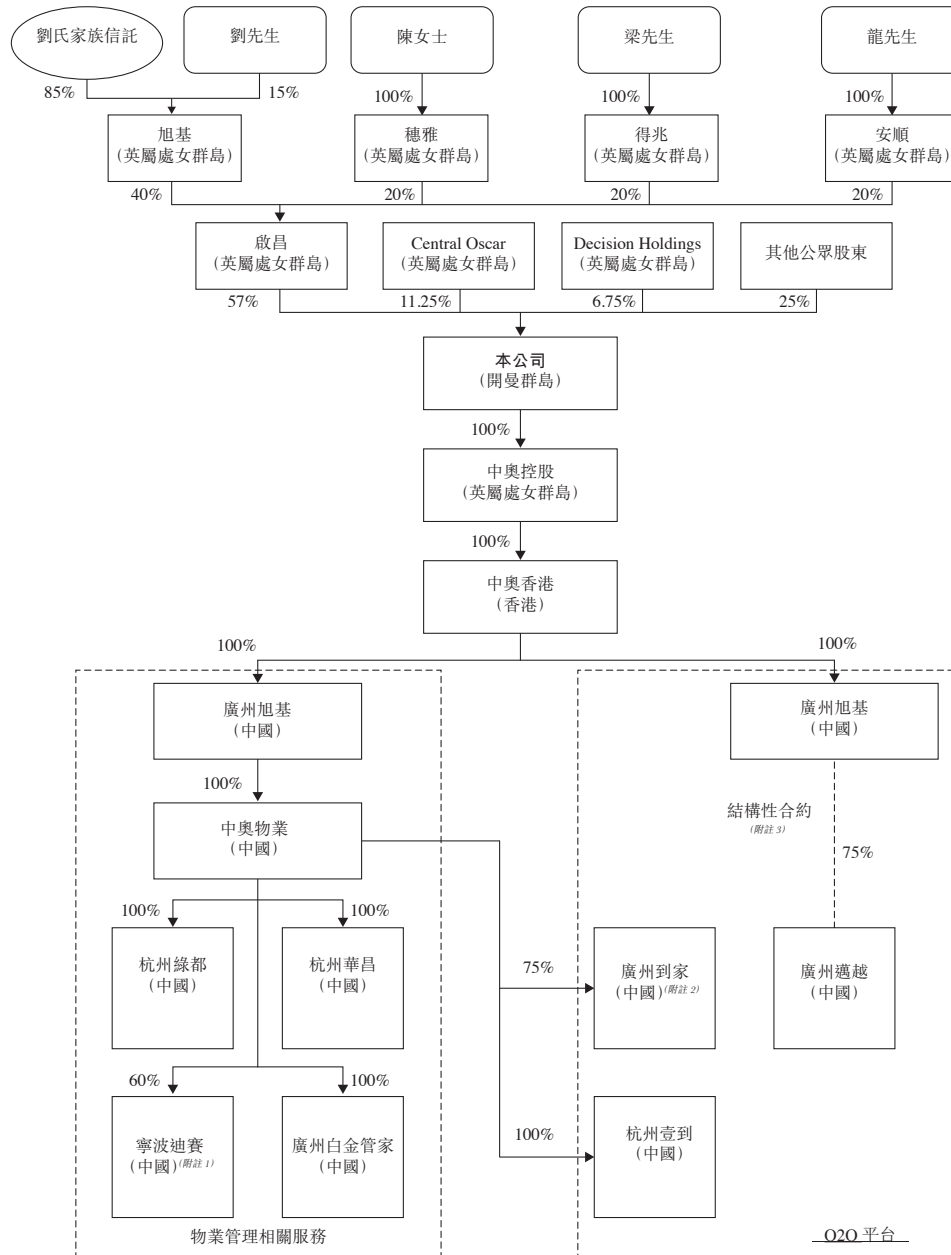 劉氏家族信託
劉先生
陳女士
梁先生
龍先生
85%
15%
100%
100%
100%
旭基
(英屬處女群島)
穗雅
(英屬處女群島)
得兆
(英屬處女群島)
安順
(英屬處女群島)
40%
20%
20%
20%
啟昌
(英屬處女群島)
Central Oscar
(英屬處女群島)
Decision Holdings
(英屬處女群島)
其他公眾股東
57%
11.25%
6.75%
25%
本公司
(開曼群島)
100%
中奧控股
(英屬處女群島)
100%
中奧香港
(香港)
100%
100%
廣州旭基
(中國)
廣州旭基
(中國)
100%
中奧物業
(中國)
結構性合約
(附註 3)
75%
100%
100%
杭州綠都
(中國)
杭州華昌
(中國)
75%
廣州到家
(中國)(附註 2)
廣州邁越
(中國)
60%
100%
寧波迪賽
(中國)(附註 1)
廣州白金管家
(中國)
100%
杭州壹到
(中國)
物業管理相關服務
O2O 平台